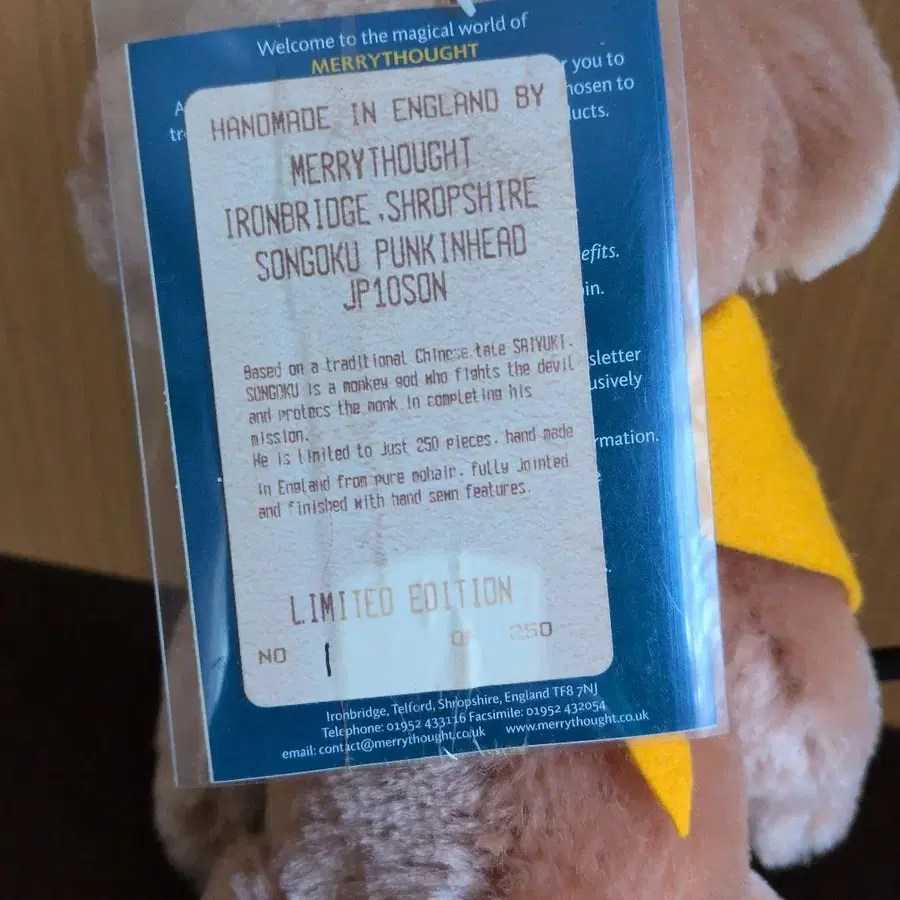 Welcome to the magical world of
MERRYTHOUGHT
A
r you to
tr
hosen to
ucts.
HANDMADE IN ENGLAND BY
MERRYTHOUGHT
IRONBRIDGE ,SHROPSHIRE
SONGOKU PUNKINHEAD
JP10SON
efits.
in.
Based on a traditional Chinese tale SAIYUKI.
SONGOKU is a monkey god who fights the devil
and protecs the monk in completing his
mission.
He is limited to just 250 pieces. hand made
in England from pure mohair. fully jointed
and finished with hand sewn features.
sletter
usively
rmation.
e
LIMITED EDITION
NO 1 OF 250
Ironbridge, Telford, Shropshire, England TF8 7NJ
Telephone: 01952 433116 Facsimile: 01952 432054
email: contact@merrythought.co.uk www.merrythought.co.uk